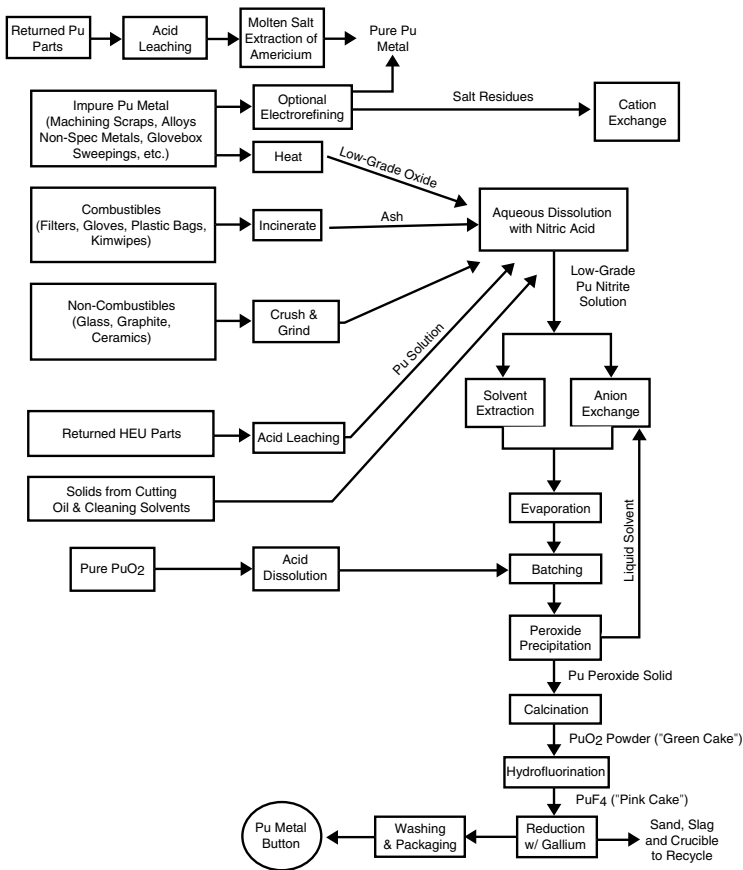 Returned Pu
Parts
Acid
Leaching
Molten Salt
Extraction of
Americium
Pure Pu
Metal
Impure Pu Metal
(Machining Scraps, Alloys
Non-Spec Metals, Glovebox
Sweepings, etc.)
Optional
Electrorefining
Salt Residues
Cation
Exchange
Heat
Low-Grade Oxide
Combustibles
(Filters, Gloves, Plastic Bags,
Kimwipes)
Incinerate
Ash
Aqueous Dissolution
with Nitric Acid
Low-Grade
Pu Nitrite
Solution
Non-Combustibles
(Glass, Graphite,
Ceramics)
Crush &
Grind
Pu Solution
Solvent
Extraction
Anion
Exchange
Returned HEU Parts
Acid Leaching
Solids from Cutting
Oil & Cleaning Solvents
Evaporation
Liquid Solvent
Pure PuO2
Acid
Dissolution
Batching
Peroxide
Precipitation
Pu Peroxide Solid
Calcination
PuO2 Powder ("Green Cake")
Hydrofluorination
PuF4 ("Pink Cake")
Pu Metal
Button
Washing
& Packaging
Reduction
w/ Gallium
Sand, Slag
and Crucible
to Recycle